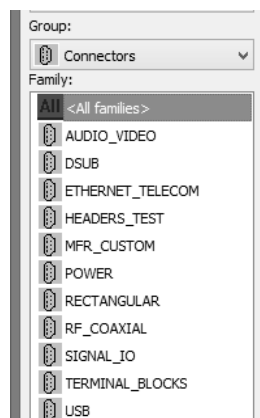 Group:
Connectors
Family:
All <All families>
AUDIO_VIDEO
DSUB
ETHERNET_TELECOM
HEADERS_TEST
MFR_CUSTOM
POWER
RECTANGULAR
RF_COAXIAL
SIGNAL_IO
TERMINAL_BLOCKS
USB